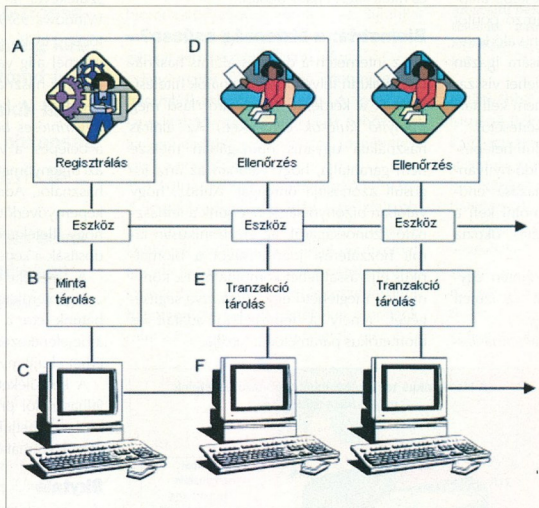 A
D
Regisztrálás
Ellenőrzés
Ellenőrzés
Eszköz
Eszköz
Eszköz
B
Minta
tárolás
E
Tranzakció
tárolás
Tranzakció
tárolás
C
F